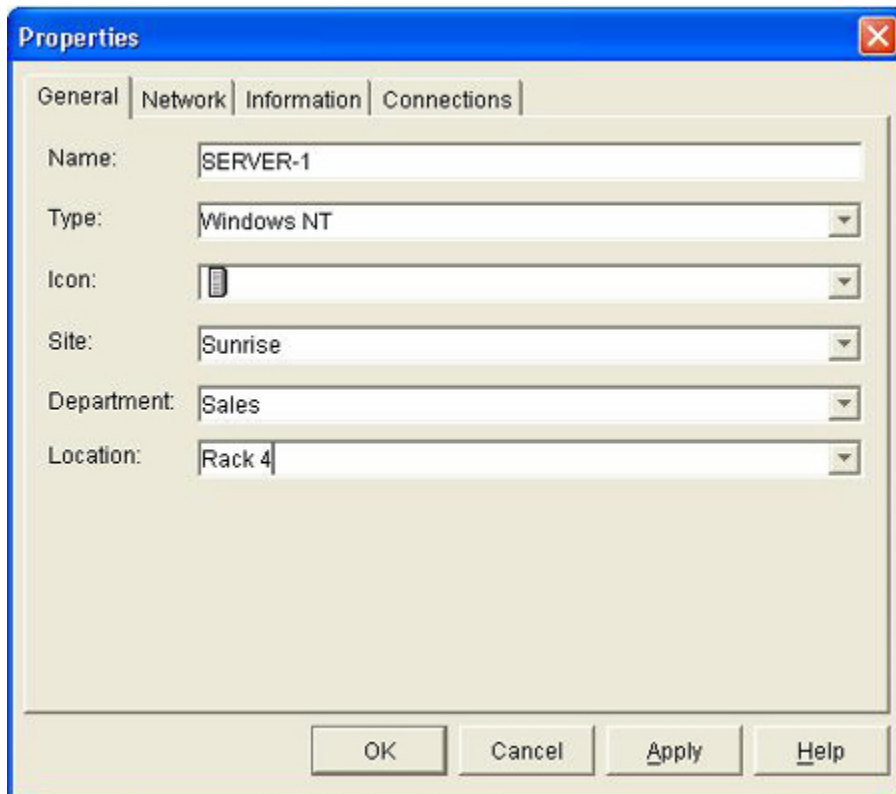 Properties
General Network Information Connections
Name: SERVER-1
Type: Windows NT
Icon:
Site: Sunrise
Department: Sales
Location: Rack 4
OK Cancel Apply Help